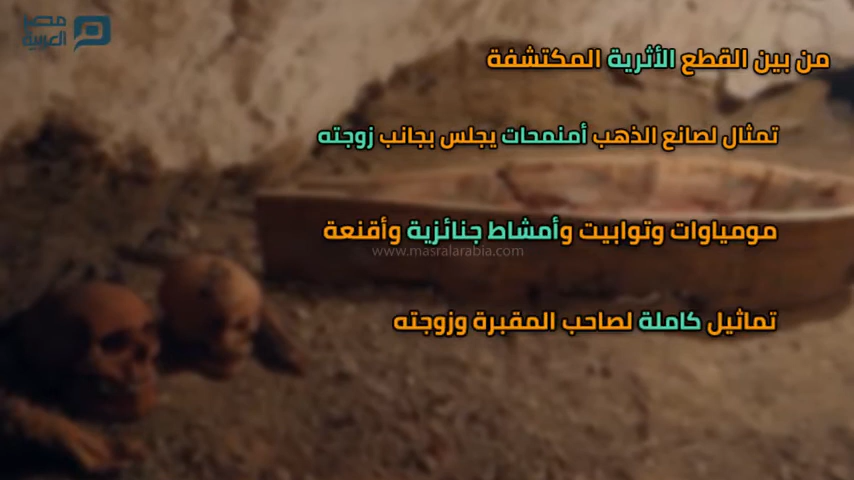 مصر
العربية
من بين القطع الأثرية المكتشفة
تمثال لصانع الذهب أمنمحات يجلس بجانب زوجته
مومياوات وتوابيت وأمشاط جنائزية وأقنعة
www.masralarabia.com
تماثيل كاملة لصاحب المقبرة وزوجته